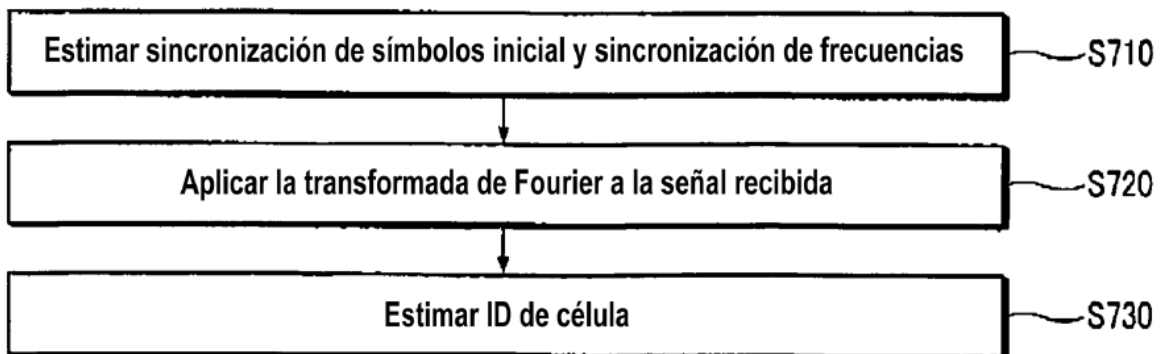 Estimar sincronización de símbolos inicial y sincronización de frecuencias S710
Aplicar la transformada de Fourier a la señal recibida S720
Estimar ID de célula S730